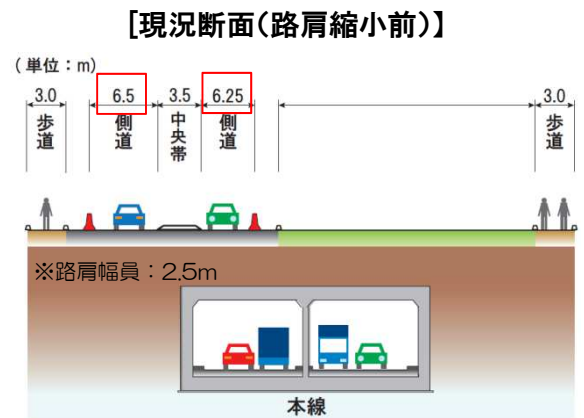 [現況断面（路肩縮小前）】
（単位：m）
3.0 6.5 3.5 6.25 3.0
歩道 側道 中央帯 側道 歩道
※路肩幅員：2.5m
本線